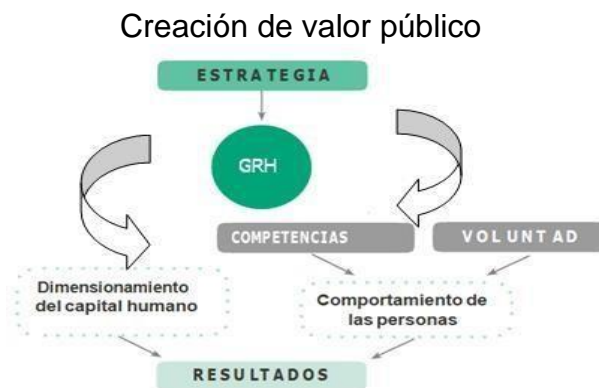 Creación de valor público
ESTRATEGIA
GRH
COMPETENCIAS
VOLUNTAD
Dimensionamiento
del capital humano
Comportamiento de
las personas
RESULTADOS